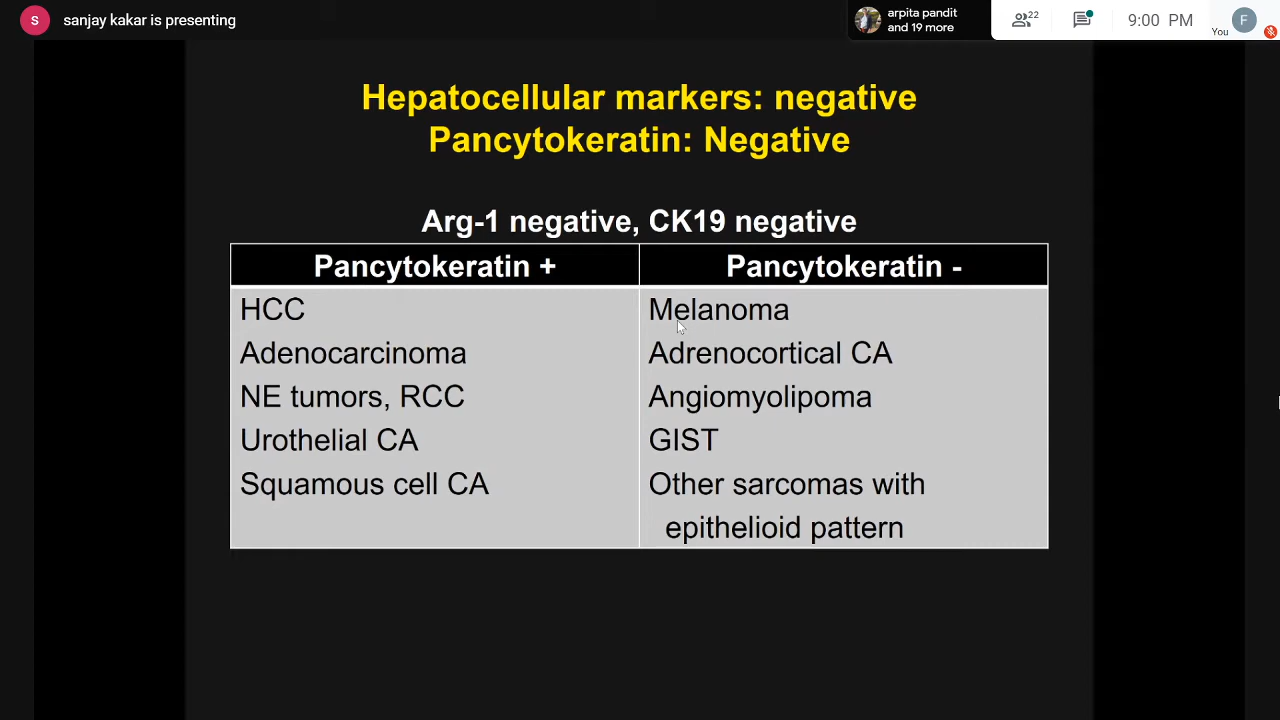 S sanjay kakar is presenting
arpita pandit
and 19 more
22
9:00 PM
You
F
Hepatocellular markers: negative
Pancytokeratin: Negative
Arg-1 negative, CK19 negative
Pancytokeratin + Pancytokeratin -
HCC Melanoma
Adenocarcinoma Adrenocortical CA
NE tumors, RCC Angiomyolipoma
Urothelial CA GIST
Squamous cell CA Other sarcomas with
epithelioid pattern